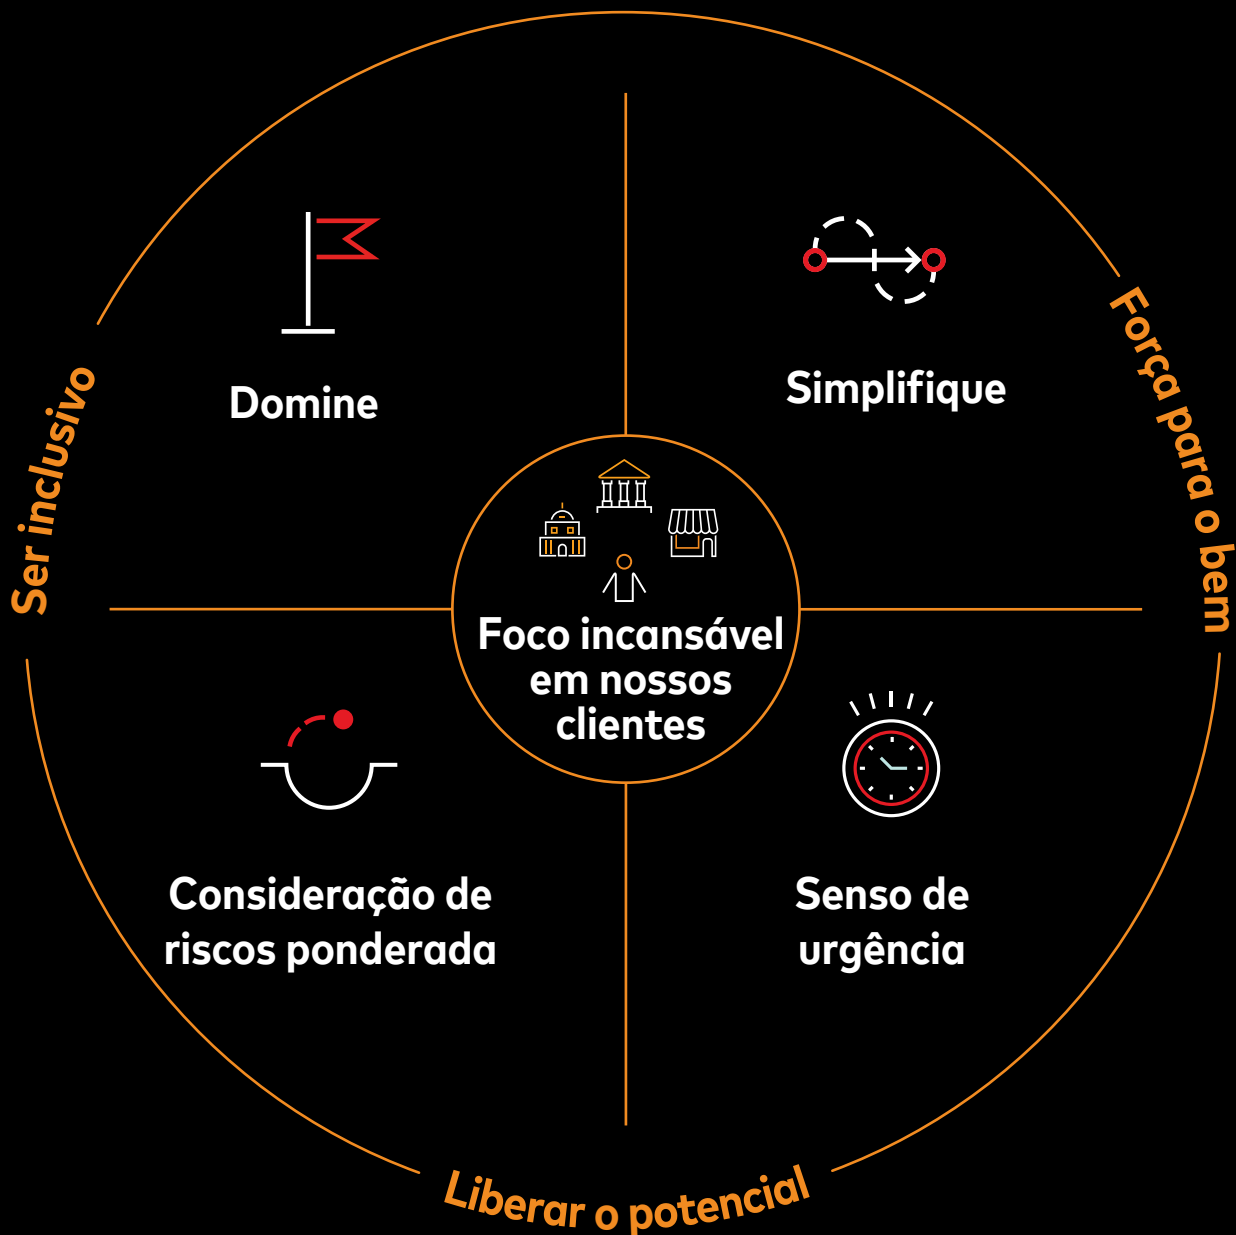 Domine
Simplifique
Ser inclusivo
Força para o bem
Foco incansável
em nossos
clientes
Consideração de
riscos ponderada
Senso de
urgência
Liberar o potencial